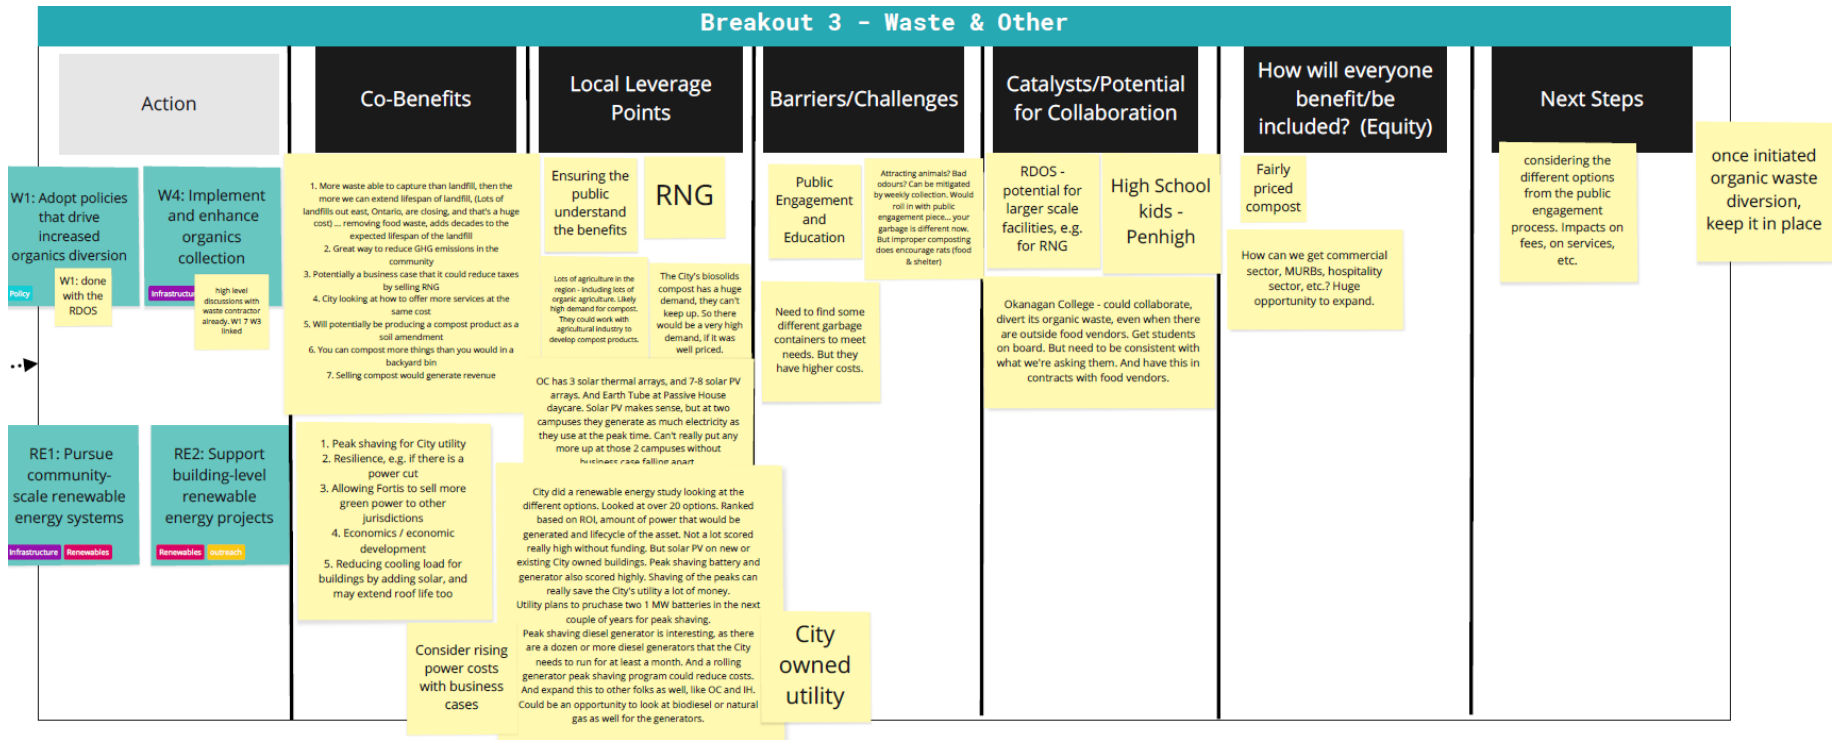 Breakout 3 - Waste & Other
Action
Co-Benefits
Local Leverage
Points
Barriers/Challenges
Catalysts/Potential
for Collaboration
How will everyone
benefit/be
included? (Equity)
Next Steps
W1: Adopt policies
that drive
increased
organics diversion
Policy
W1: done
with the
RDOS
W4: Implement
and enhance
organics
collection
Infrastructu
high level
discussions with
waste contractor
already. W1 7 W3
linked
1. More waste able to capture than landfill, then the
more we can extend lifespan of landfill, (Lots of
landfills out east, Ontario, are closing, and that's a huge
cost) ... removing food waste, adds decades to the
expected lifespan of the landfill
2. Great way to reduce GHG emissions in the
community
3. Potentially a business case that it could reduce taxes
by selling RNG
4. City looking at how to offer more services at the
same cost
5. Will potentially be producing a compost product as a
soil amendment
6. You can compost more things than you would in a
backyard bin
7. Selling compost would generate revenue
Ensuring the
public
understand
the benefits
RNG
Lots of agriculture in the
region - including lots of
organic agriculture. Likely
high demand for compost.
They could work with
agricultural industry to
develop compost products.
The City's biosolids
compost has a huge
demand, they can't
keep up. So there
would be a very high
demand, if it was
well priced.
Public
Engagement
and
Education
Attracting animals? Bad
odours? Can be mitigated
by weekly collection. Would
roll in with public
engagement piece... your
garbage is different now.
But improper composting
does encourage rats (food
& shelter)
Need to find some
different garbage
containers to meet
needs. But they
have higher costs.
RDOS -
potential for
larger scale
facilities, e.g.
for RNG
High School
kids -
Penhigh
Okanagan College - could collaborate,
divert its organic waste, even when there
are outside food vendors. Get students
on board. But need to be consistent with
what we're asking them. And have this in
contracts with food vendors.
Fairly
priced
compost
How can we get commercial
sector, MURBs, hospitality
sector, etc.? Huge
opportunity to expand.
considering the
different options
from the public
engagement
process. Impacts on
fees, on services,
etc.
once initiated
organic waste
diversion,
keep it in place
RE1: Pursue
community-
scale renewable
energy systems
Infrastructure
Renewables
RE2: Support
building-level
renewable
energy projects
Renewables
outreach
1. Peak shaving for City utility
2. Resilience, e.g. if there is a
power cut
3. Allowing Fortis to sell more
green power to other
jurisdictions
4. Economics / economic
development
5. Reducing cooling load for
buildings by adding solar, and
may extend roof life too
Consider rising
power costs
with business
cases
OC has 3 solar thermal arrays, and 7-8 solar PV
arrays. And Earth Tube at Passive House
daycare. Solar PV makes sense, but at two
campuses they generate as much electricity as
they use at the peak time. Can't really put any
more up at those 2 campuses without
business case falling apart
City did a renewable energy study looking at the
different options. Looked at over 20 options. Ranked
based on ROI, amount of power that would be
generated and lifecycle of the asset. Not a lot scored
really high without funding. But solar PV on new or
existing City owned buildings. Peak shaving battery and
generator also scored highly. Shaving of the peaks can
really save the City's utility a lot of money.
Utility plans to pruchase two 1 MW batteries in the next
couple of years for peak shaving.
Peak shaving diesel generator is interesting, as there
are a dozen or more diesel generators that the City
needs to run for at least a month. And a rolling
generator peak shaving program could reduce costs.
And expand this to other folks as well, like OC and IH.
Could be an opportunity to look at biodiesel or natural
gas as well for the generators.
City
owned
utility